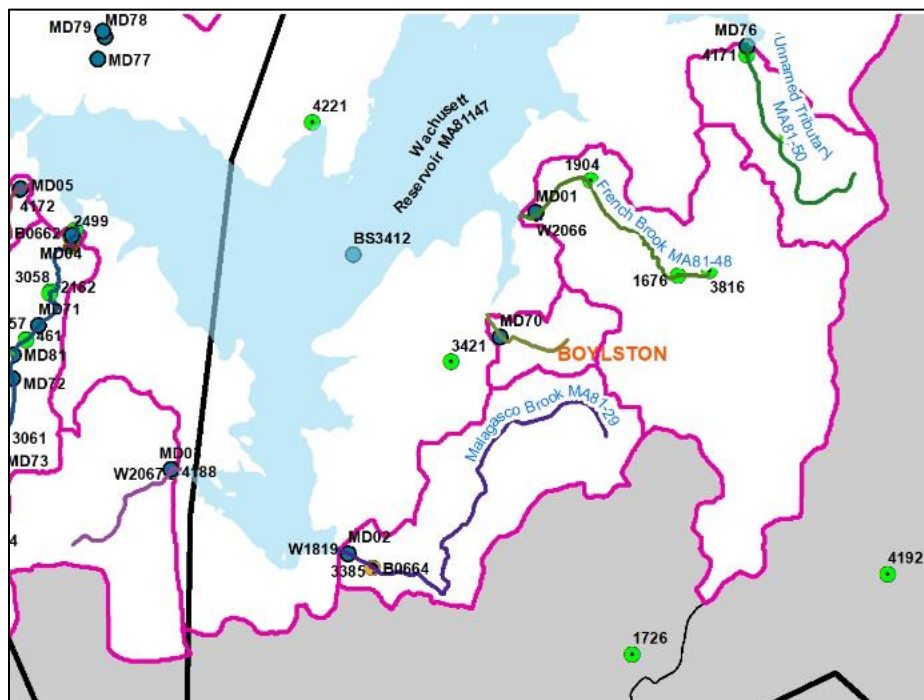 MD79
MD78
MD77
MD76
4171
Unnamed Tributary
MA81-50
4221
Wachusett
Reservoir MA81147
1904
MD01
W2066
French Brook MA81-48
1676
3816
MD05
4172
2499
B0662
MD04
BS3412
3058
2162
MD71
57
461
MD81
MD72
MD70
3421
BOYLSTON
Malagasco Brook MA81-29
3061
MD73
W2067
4188
4
W1819
MD02
3385
B0664
4192
1726